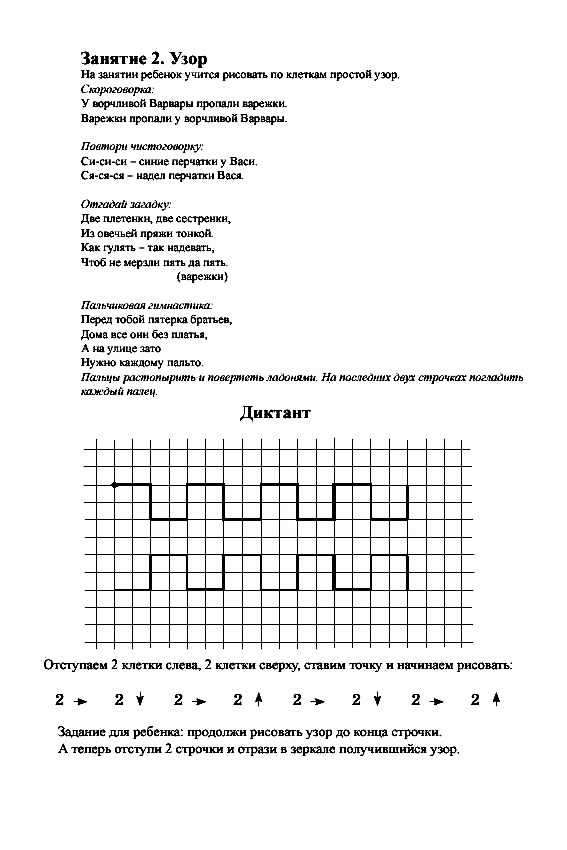 Занятие 2. Узор
На занятии ребенок учится рисовать по клеткам простой узор.
Скороговорка:
У ворчливой Варвары пропали варежки.
Варежки пропали у ворчливой Варвары.
Повтори чистоговорку:
Си-си-си – синие перчатки у Васи.
Ся-ся-ся – надел перчатки Вася.
Отгадай загадку:
Две плетенки, две сестренки,
Из овечьей пряжи тонкой.
Как гулять – так надевать,
Чтоб не мерзли пять да пять.
(варежки)
Пальчиковая гимнастика:
Перед тобой пятерка братьев,
Дома все они без платья,
А на улице зато
Нужно каждому пальто.
Пальцы растопырить и повертеть ладонями. На последних двух строчках погладить
каждый палец.
Диктант
Отступаем 2 клетки слева, 2 клетки сверху, ставим точку и начинаем рисовать:
2 → 2 ↓ 2 → 2 ↑ 2 → 2 ↓ 2 → 2 ↑
Задание для ребенка: продолжи рисовать узор до конца строчки.
А теперь отступи 2 строчки и отрази в зеркале получившийся узор.